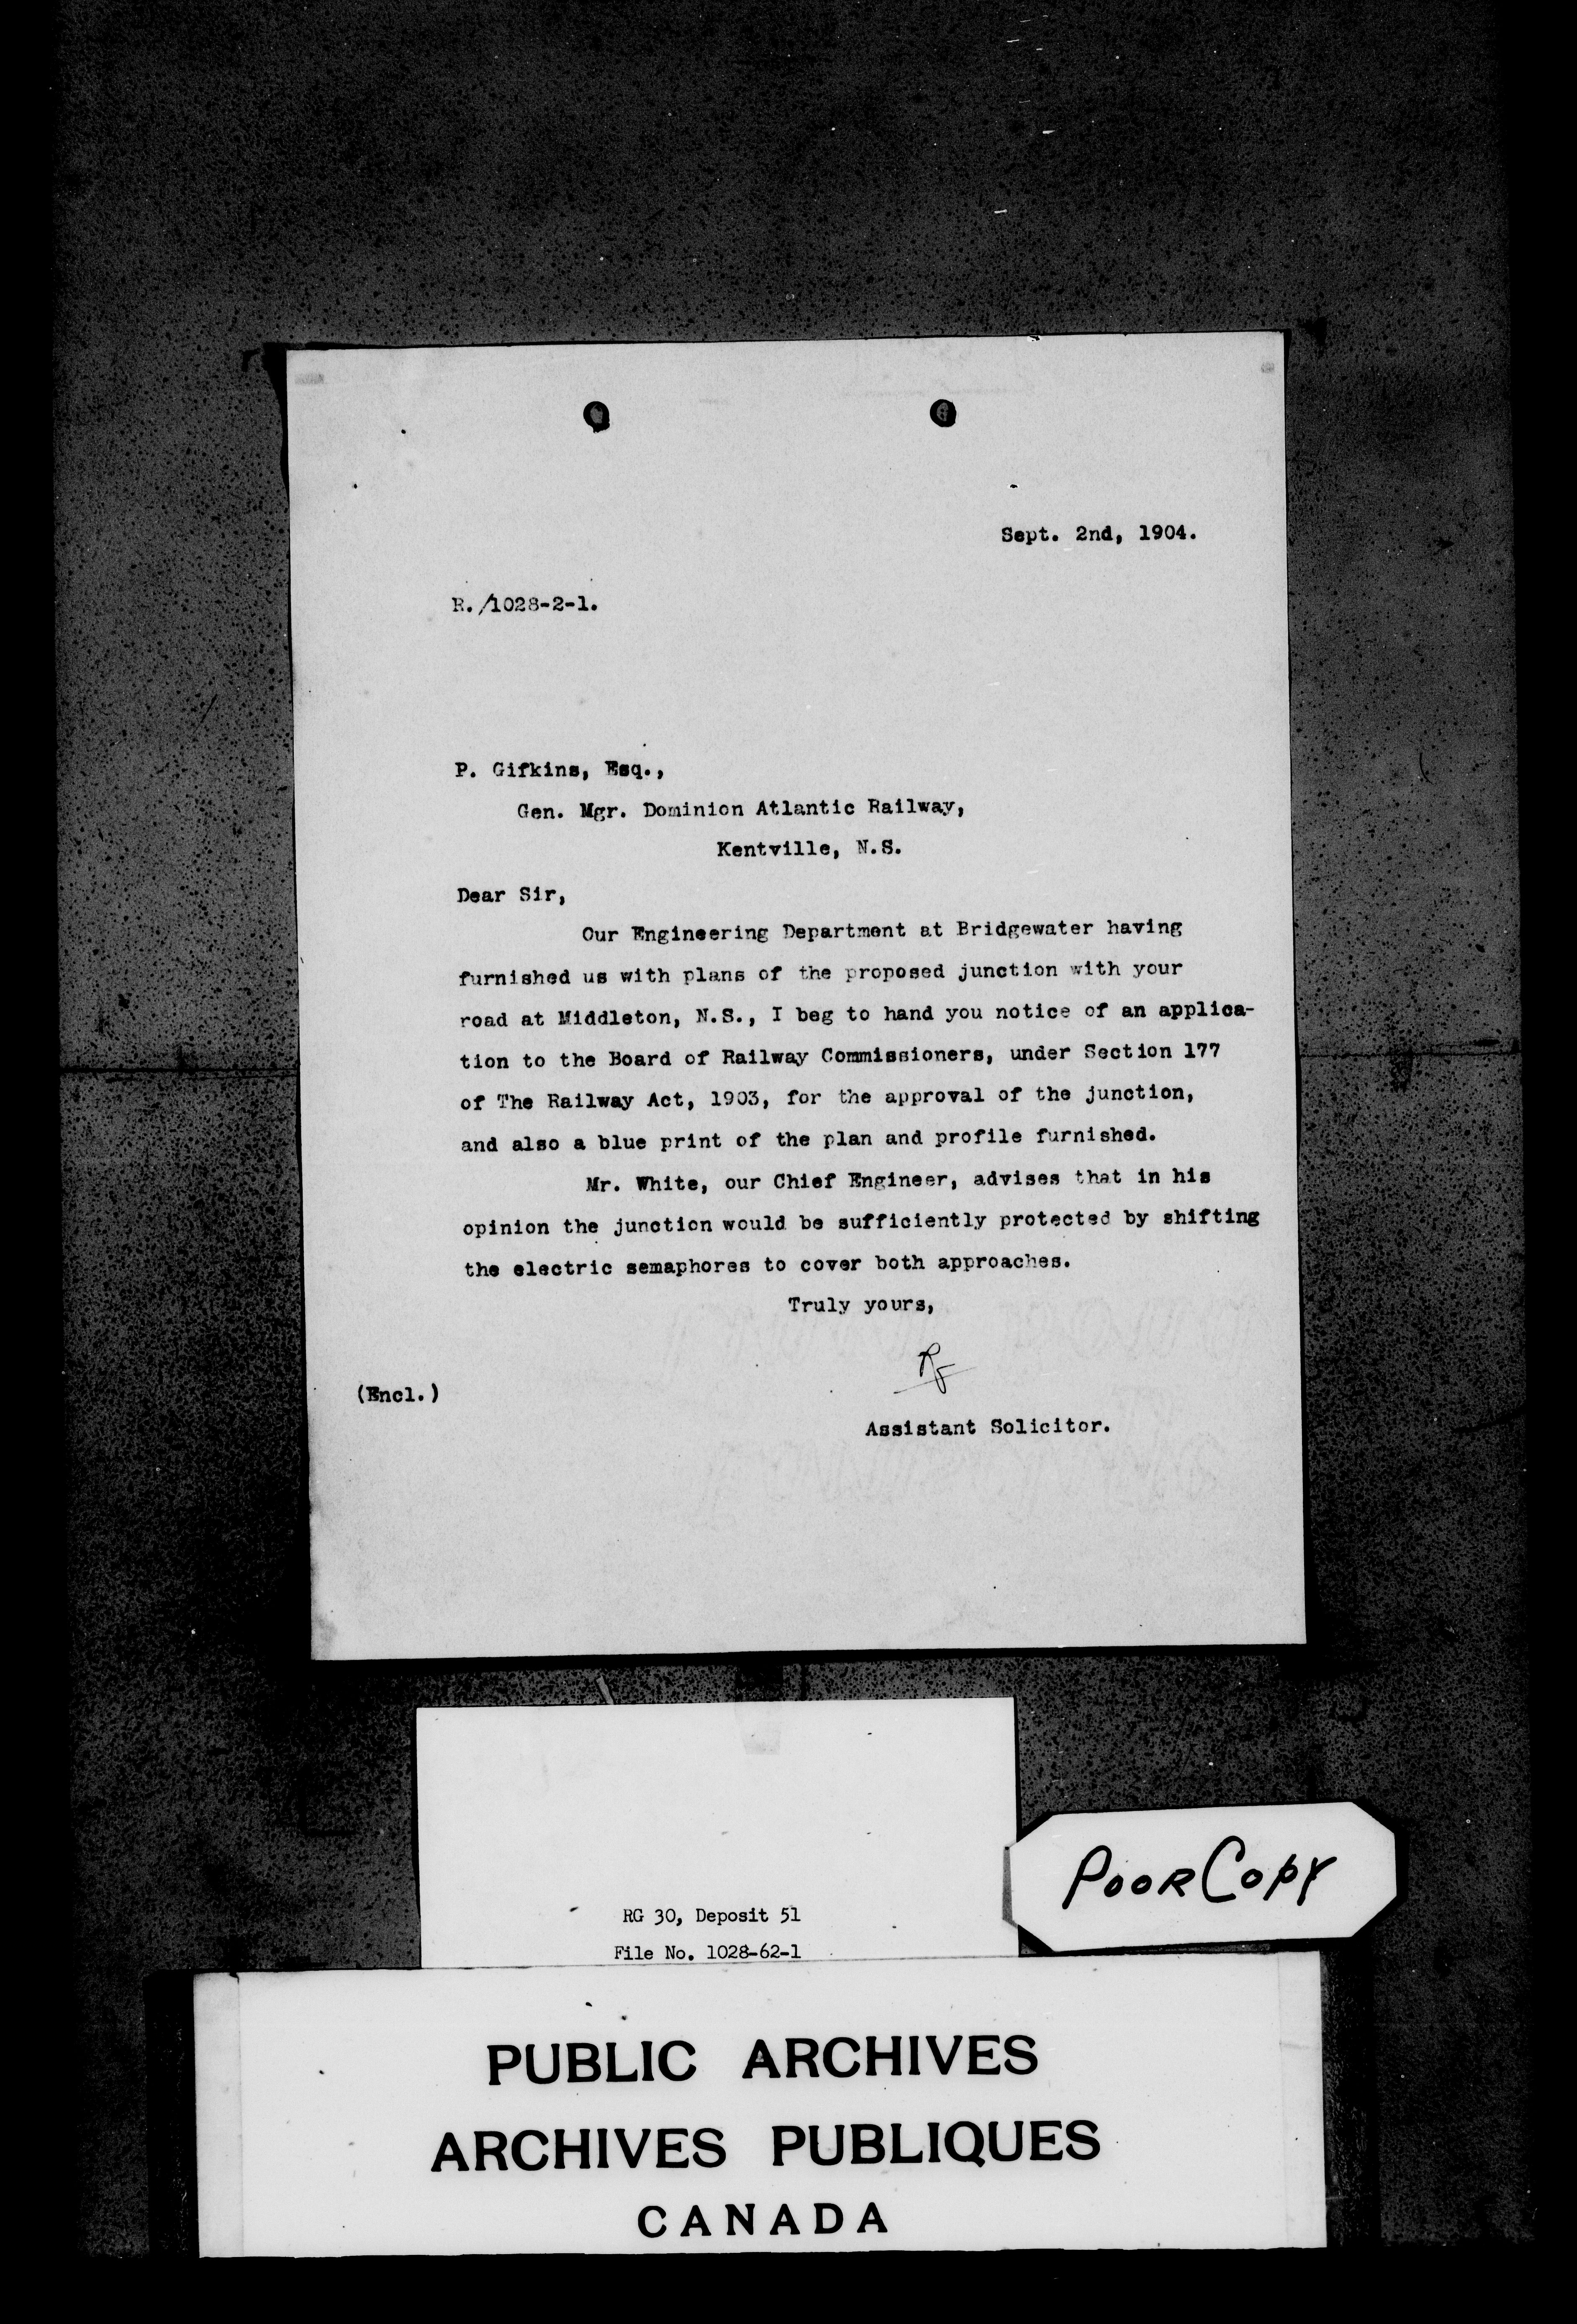 Sept. 2nd, 1904.
R./1028-2-1.
P. Gifkins, Esq.,
Gen. Mgr. Dominion Atlantic Railway,
Kentville, N.S.
Dear Sir,
Our Engineering Department at Bridgewater having
furnished us with plans of the proposed junction with your
road at Middleton, N.S., I beg to hand you notice of an applica-
tion to the Board of Railway Commissioners, under Section 177
of The Railway Act, 1903, for the approval of the junction,
and also a blue print of the plan and profile furnished.
Mr. White, our Chief Engineer, advises that in his
opinion the junction would be sufficiently protected by shifting
the electric semaphores to cover both approaches.
Truly yours,
(Encl.)
Assistant Solicitor.
POOR COPY
RG 30, Deposit 51
File No. 1028-62-1
PUBLIC ARCHIVES
ARCHIVES PUBLIQUES
CANADA